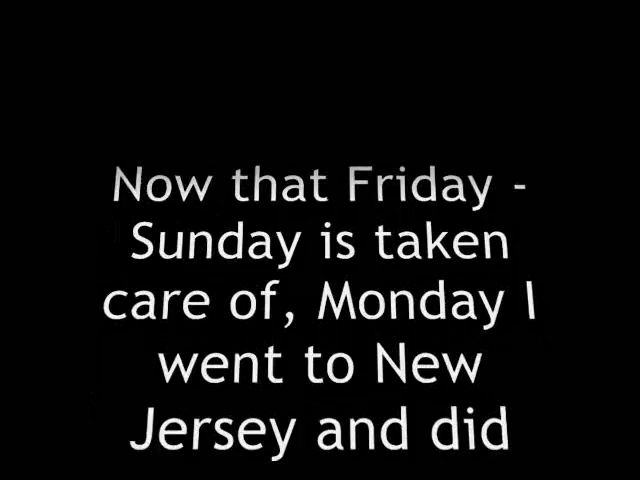 Now that Friday -
Sunday is taken
care of, Monday I
went to New
Jersey and did